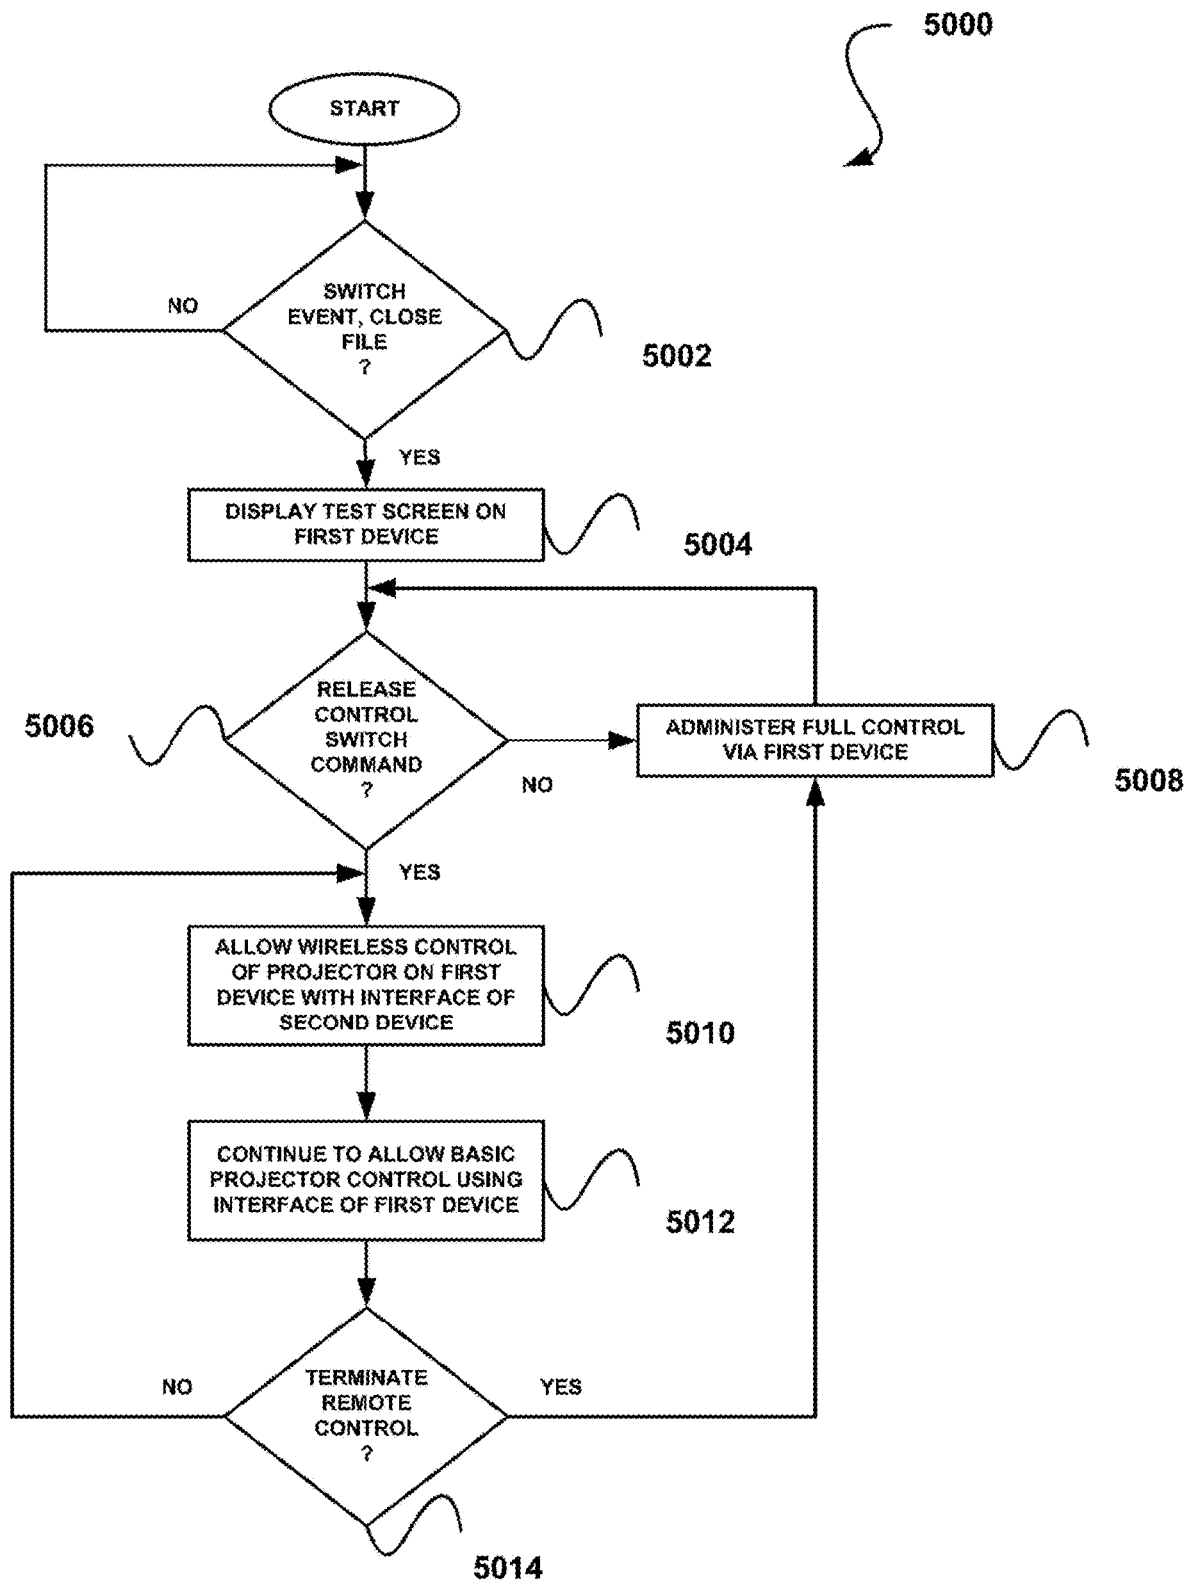 5000
START
SWITCH
EVENT, CLOSE
FILE
?
NO
5002
YES
DISPLAY TEST SCREEN ON
FIRST DEVICE
5004
RELEASE
CONTROL
SWITCH
COMMAND
?
5006
NO
ADMINISTER FULL CONTROL
VIA FIRST DEVICE
5008
YES
ALLOW WIRELESS CONTROL
OF PROJECTOR ON FIRST
DEVICE WITH INTERFACE OF
SECOND DEVICE
5010
CONTINUE TO ALLOW BASIC
PROJECTOR CONTROL USING
INTERFACE OF FIRST DEVICE
5012
NO
TERMINATE
REMOTE
CONTROL
?
YES
5014